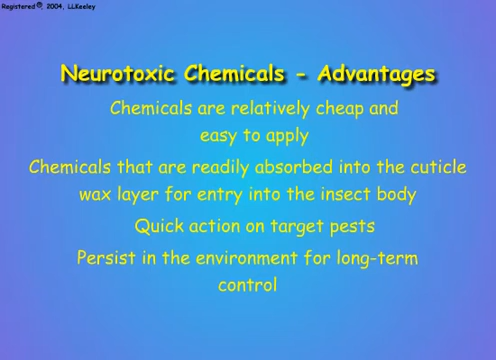 Registered ©, 2004, LLKeeley
Neurotoxic Chemicals - Advantages
Chemicals are relatively cheap and
easy to apply
Chemicals that are readily absorbed into the cuticle
wax layer for entry into the insect body
Quick action on target pests
Persist in the environment for long-term
control